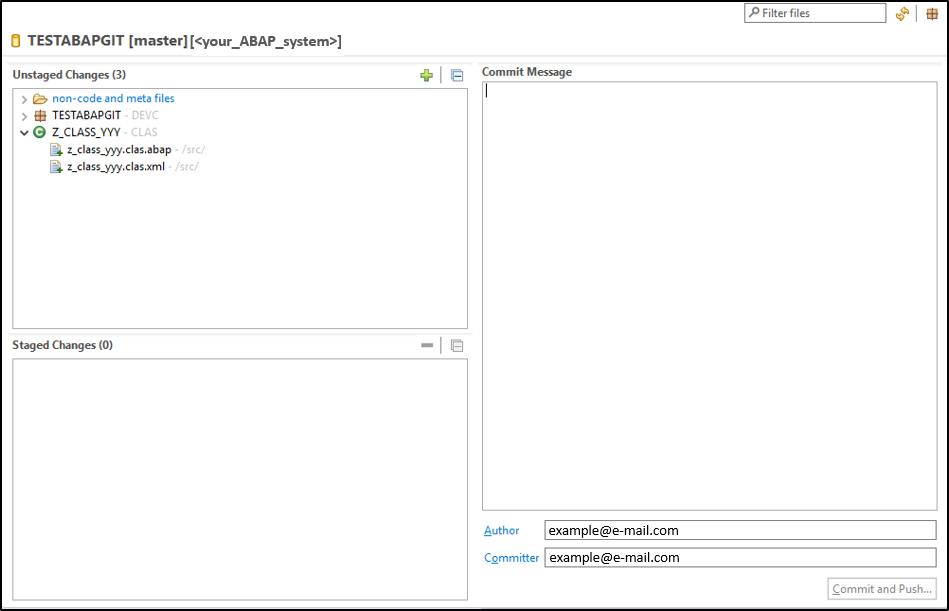 Filter files
TESTABAPGIT [master][<your_ABAP_system>]
Unstaged Changes (3)
non-code and meta files
TESTABAPGIT - DEVC
Z_CLASS_YYY - CLAS
z_class_yyy.clas.abap - /src/
z_class_yyy.clas.xml - /src/
Staged Changes (0)
Commit Message
Author example@e-mail.com
Committer example@e-mail.com
Commit and Push...